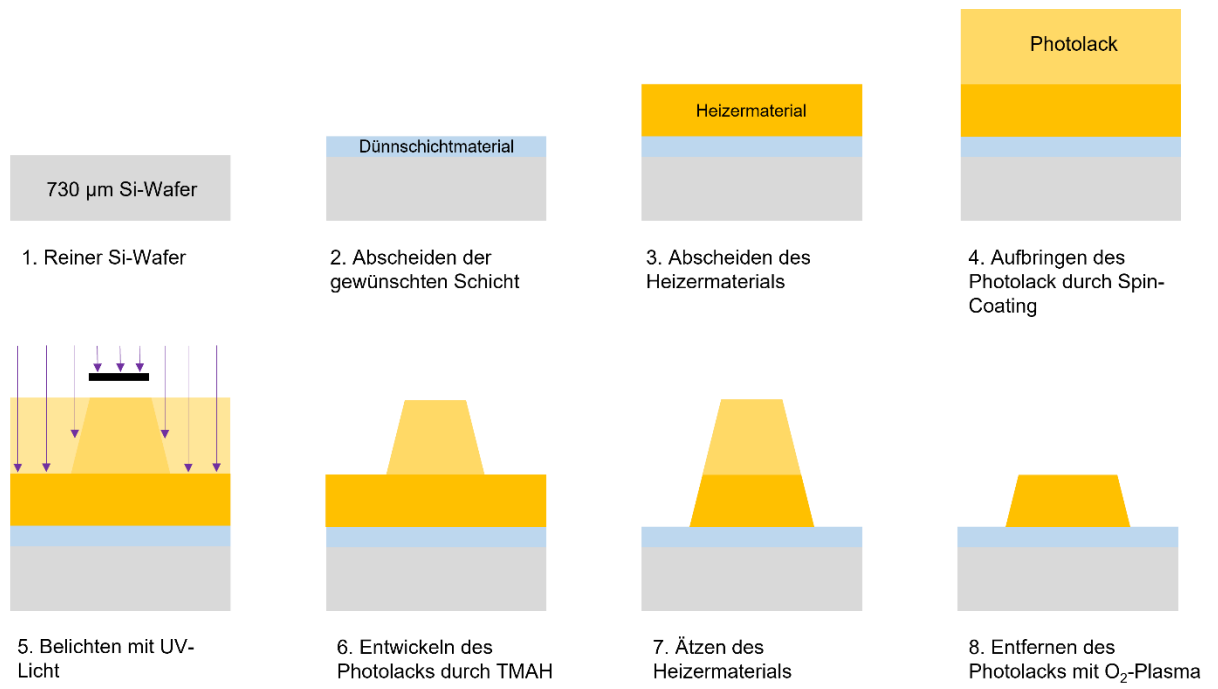 Photolack
Heizermaterial
Dünnschichtmaterial
730 µm Si-Wafer
1. Reiner Si-Wafer
2. Abscheiden der
gewünschten Schicht
3. Abscheiden des
Heizermaterials
4. Aufbringen des
Photolack durch Spin-
Coating
5. Belichten mit UV-
Licht
6. Entwickeln des
Photolacks durch TMAH
7. Ätzen des
Heizermaterials
8. Entfernen des
Photolacks mit O₂-Plasma